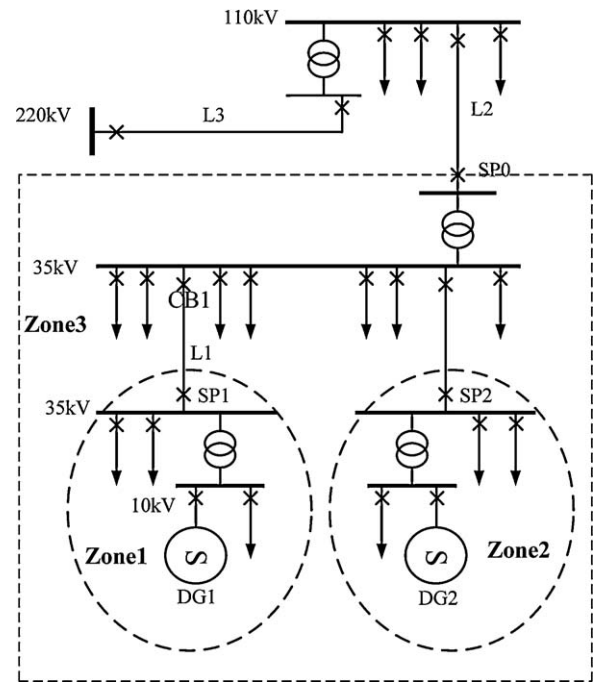 110kV
220kV
L3
L2
SP0
35kV
CB1
Zone3
L1
35kV
SP1
SP2
10kV
Zone1
S
S
Zone2
DG1
DG2